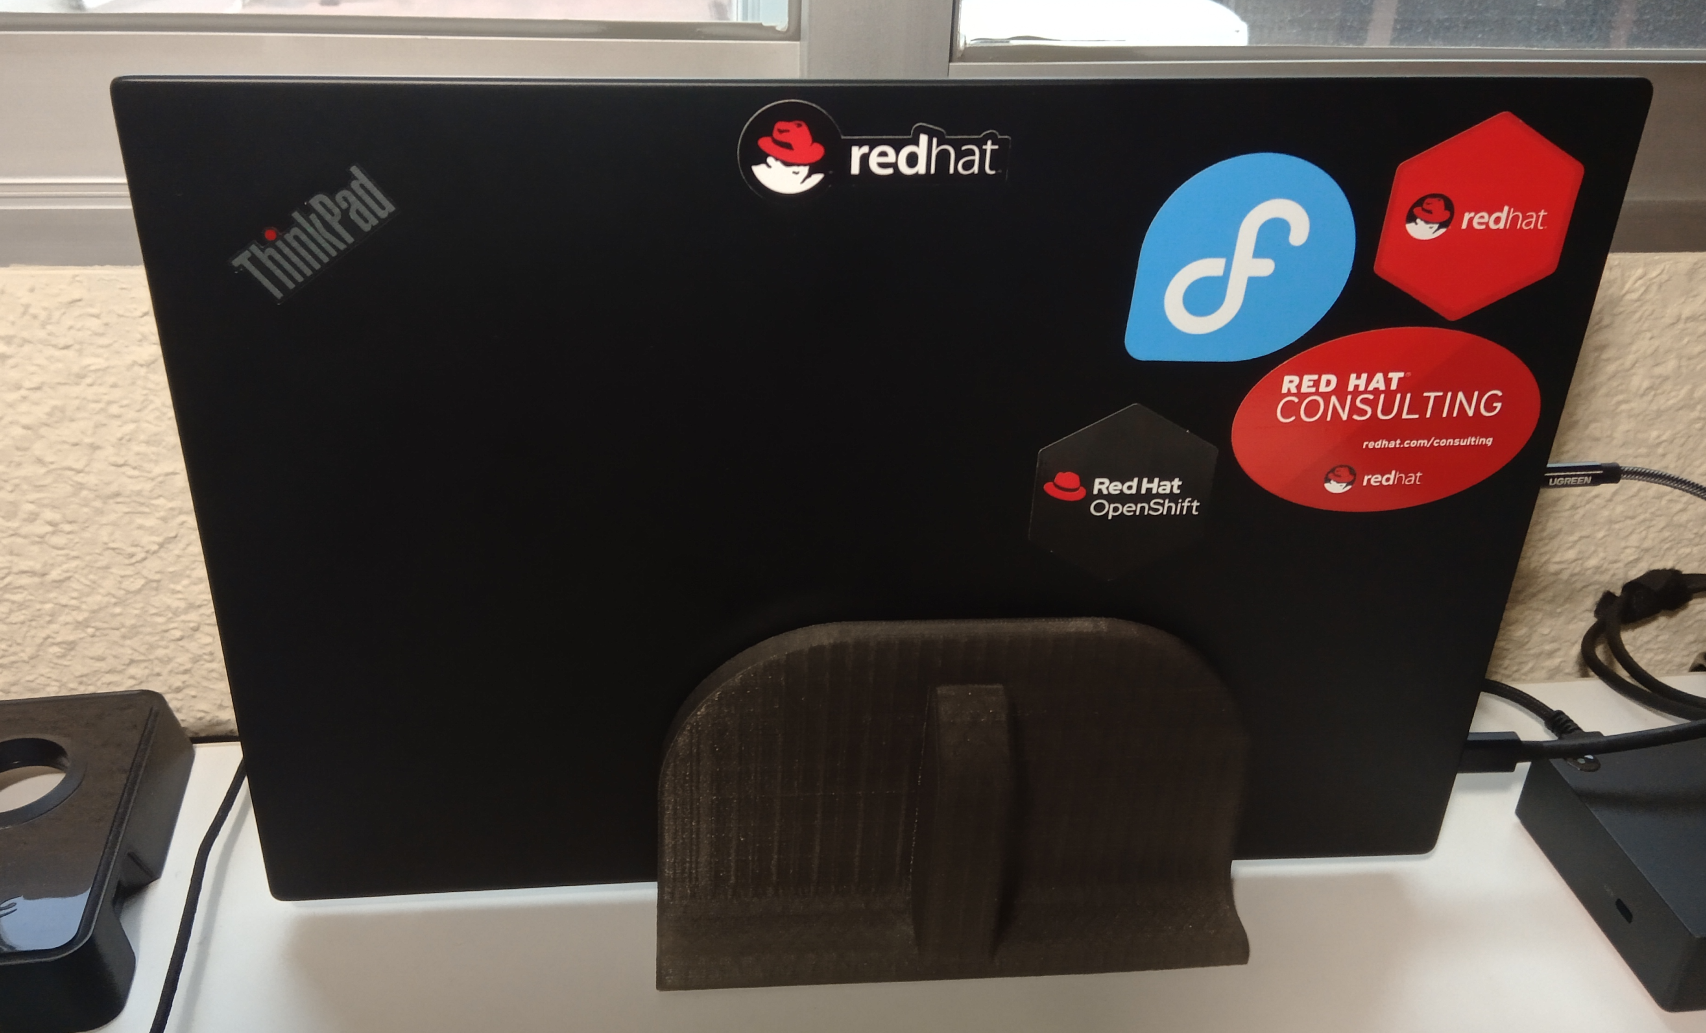 ThinkPad
redhat
redhat
RED HAT
CONSULTING
redhat.com/consulting
redhat
Red Hat
OpenShift
UGREEN